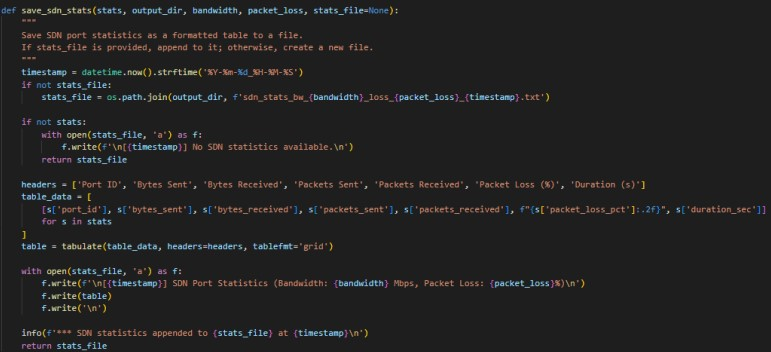 def save_sdn_stats(stats, output_dir, bandwidth, packet_loss, stats_file=None):
    """
    Save SDN port statistics as a formatted table to a file.
    If stats_file is provided, append to it; otherwise, create a new file.
    """
    timestamp = datetime.now().strftime('%Y-%m-%d_%H-%M-%S')
    if not stats_file:
        stats_file = os.path.join(output_dir, f'sdn_stats_bw_{bandwidth}_loss_{packet_loss}_{timestamp}.txt')

    if not stats:
        with open(stats_file, 'a') as f:
            f.write(f'\n[{timestamp}] No SDN statistics available.\n')
        return stats_file

    headers = ['Port ID', 'Bytes Sent', 'Bytes Received', 'Packets Sent', 'Packets Received', 'Packet Loss (%)', 'Duration (s)']
    table_data = [
        [s['port_id'], s['bytes_sent'], s['bytes_received'], s['packets_sent'], s['packets_received'], f"{s['packet_loss_pct']:.2f}", s['duration_sec']]
        for s in stats
    ]
    table = tabulate(table_data, headers=headers, tablefmt='grid')

    with open(stats_file, 'a') as f:
        f.write(f'\n[{timestamp}] SDN Port Statistics (Bandwidth: {bandwidth} Mbps, Packet Loss: {packet_loss}%)\n')
        f.write(table)
        f.write('\n')

    info(f'*** SDN statistics appended to {stats_file} at {timestamp}\n')
    return stats_file